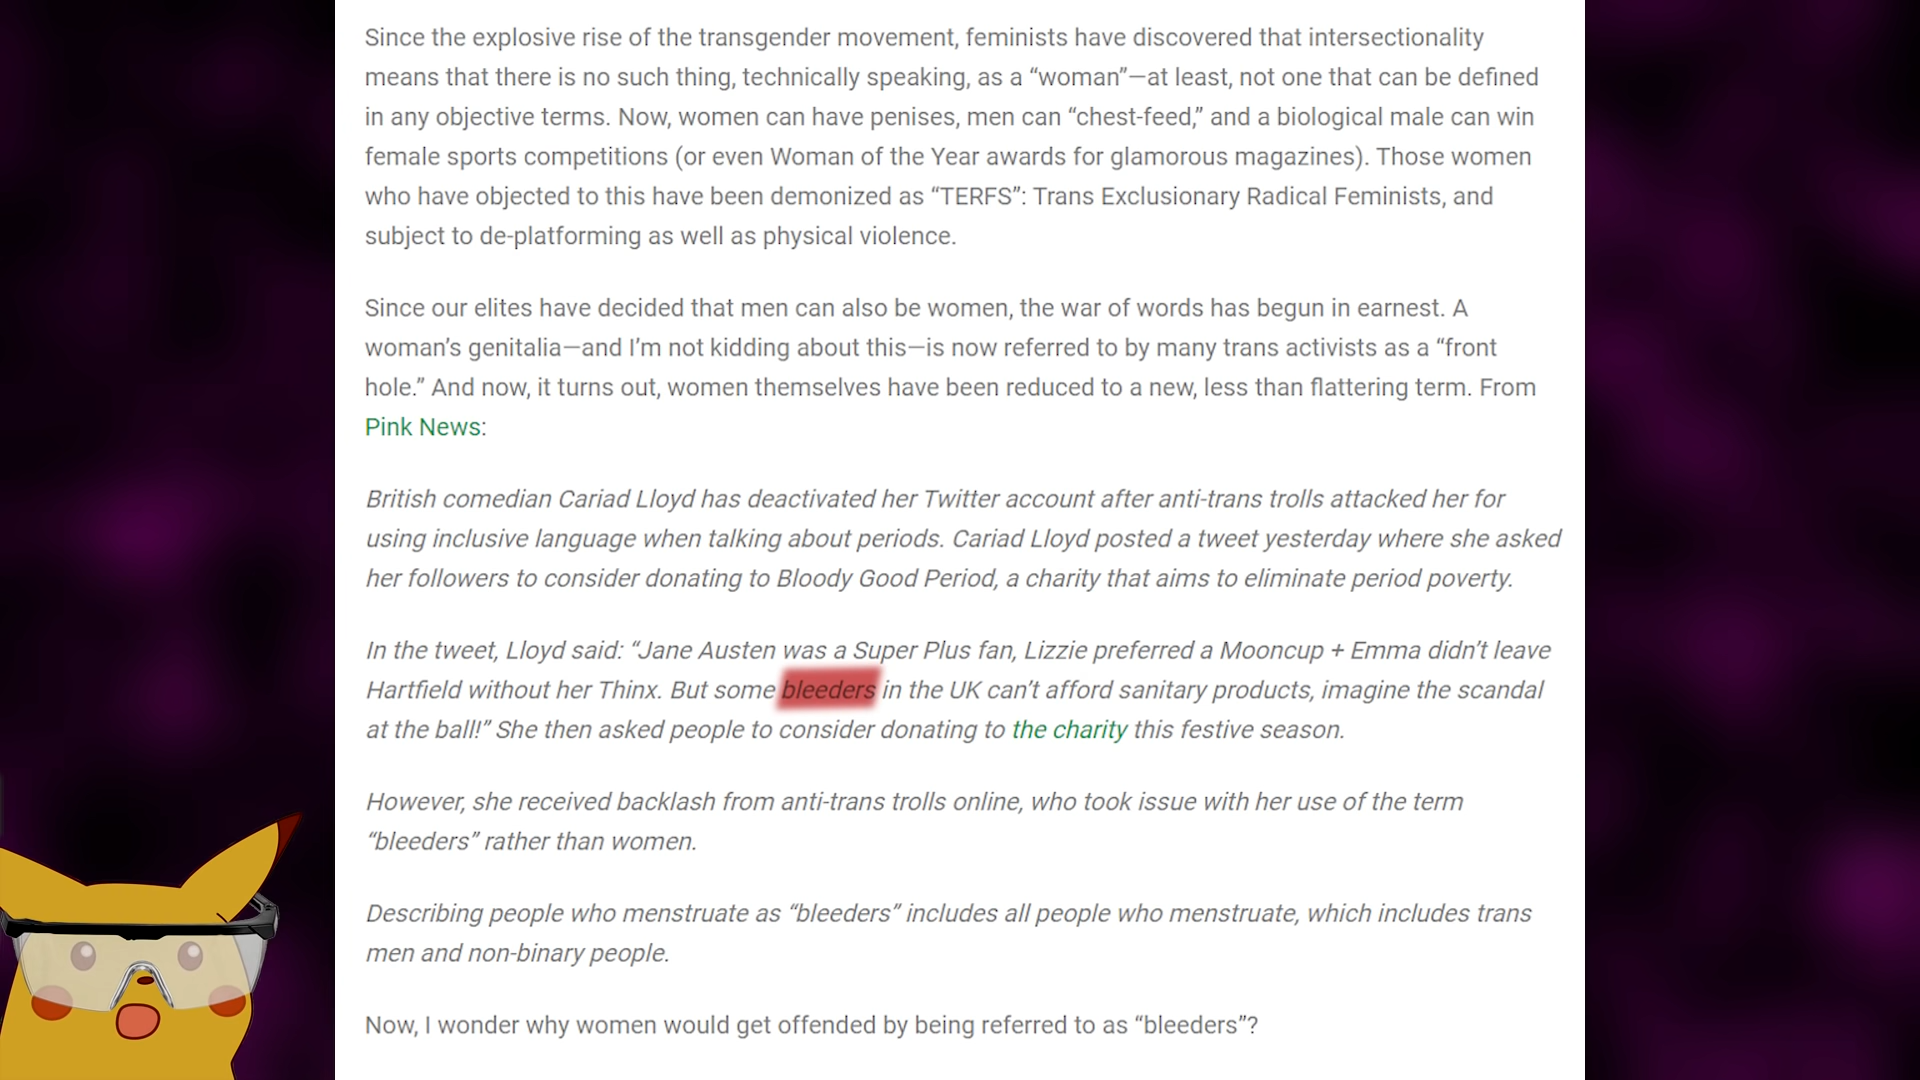 Since the explosive rise of the transgender movement, feminists have discovered that intersectionality
means that there is no such thing, technically speaking, as a “woman”—at least, not one that can be defined
in any objective terms. Now, women can have penises, men can “chest-feed,” and a biological male can win
female sports competitions (or even Woman of the Year awards for glamorous magazines). Those women
who have objected to this have been demonized as “TERFS”: Trans Exclusionary Radical Feminists, and
subject to de-platforming as well as physical violence.
Since our elites have decided that men can also be women, the war of words has begun in earnest. A
woman’s genitalia—and I’m not kidding about this—is now referred to by many trans activists as a “front
hole.” And now, it turns out, women themselves have been reduced to a new, less than flattering term. From
Pink News:
British comedian Cariad Lloyd has deactivated her Twitter account after anti-trans trolls attacked her for
using inclusive language when talking about periods. Cariad Lloyd posted a tweet yesterday where she asked
her followers to consider donating to Bloody Good Period, a charity that aims to eliminate period poverty.
In the tweet, Lloyd said: “Jane Austen was a Super Plus fan, Lizzie preferred a Mooncup + Emma didn’t leave
Hartfield without her Thinx. But some bleeders in the UK can’t afford sanitary products, imagine the scandal
at the ball!” She then asked people to consider donating to the charity this festive season.
However, she received backlash from anti-trans trolls online, who took issue with her use of the term
“bleeders” rather than women.
Describing people who menstruate as “bleeders” includes all people who menstruate, which includes trans
men and non-binary people.
Now, I wonder why women would get offended by being referred to as “bleeders”?